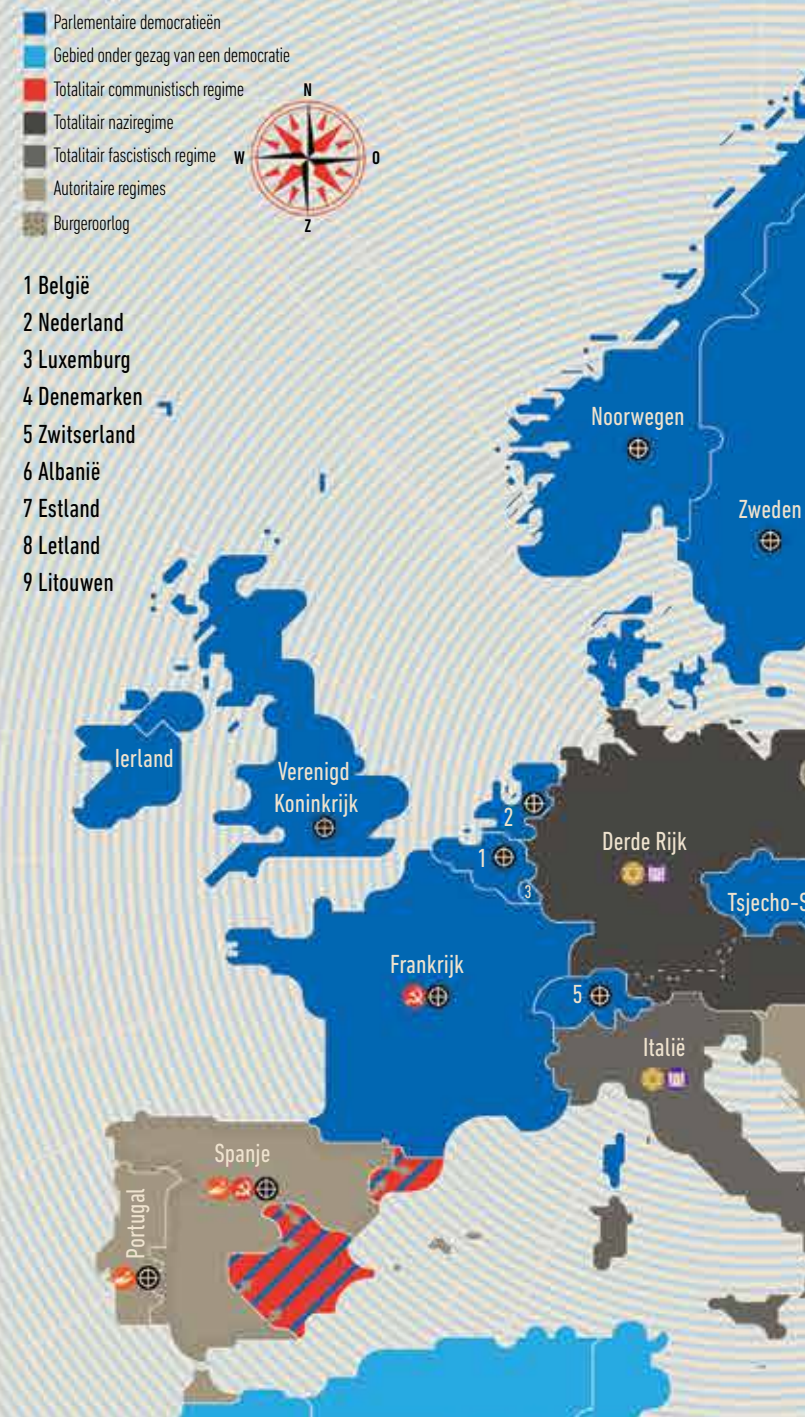 Parlementaire democratieën
Gebied onder gezag van een democratie
Totalitair communistisch regime
Totalitair naziregime
Totalitair fascistisch regime
Autoritaire regimes
Burgeroorlog
N
W
O
Z
1 België
2 Nederland
3 Luxemburg
4 Denemarken
5 Zwitserland
6 Albanië
7 Estland
8 Letland
9 Litouwen
Noorwegen
Zweden
4
Ierland
Verenigd
Koninkrijk
2
1
3
Derde Rijk
Tsjecho-S
Frankrijk
5
Italië
Spanje
Portugal